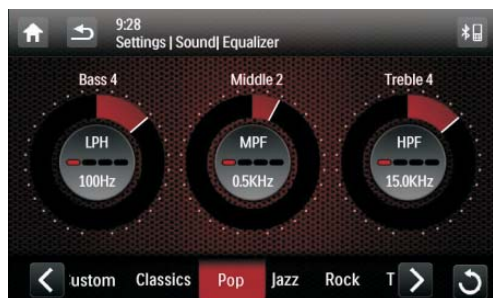 9:28
Settings | Sound| Equalizer
Bass 4
Middle 2
Treble 4
LPH
MPF
HPF
100Hz
0.5KHz
15.0KHz
ustom Classics Pop Jazz Rock T